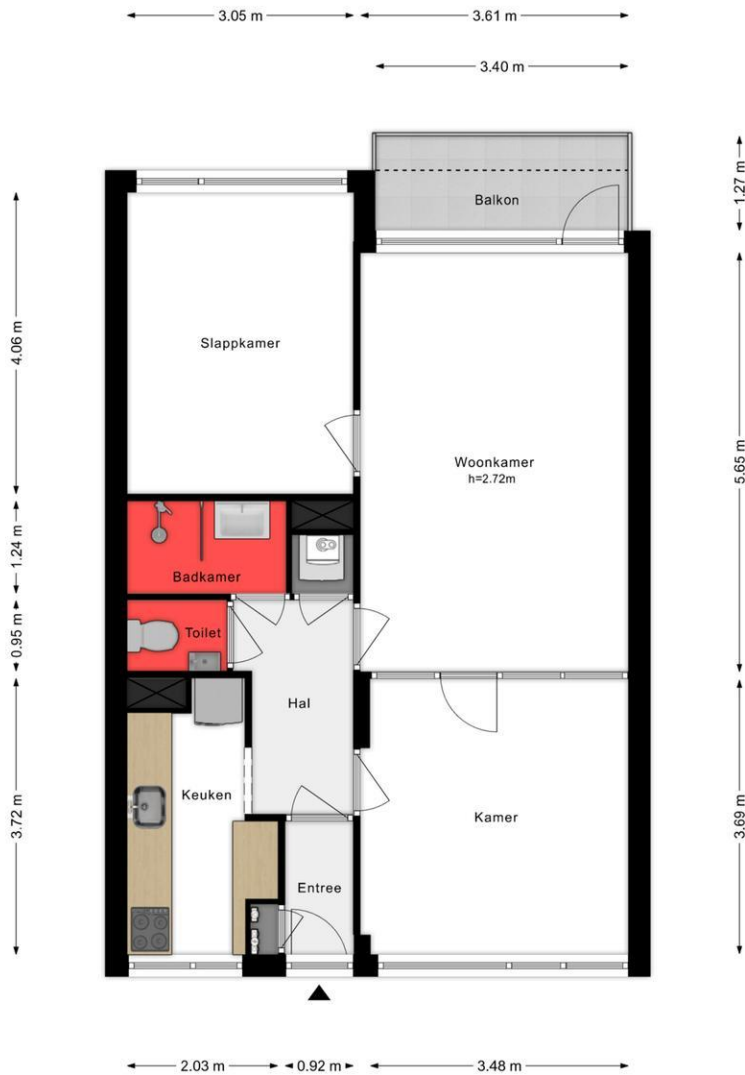 3.05 m
3.61 m
3.40 m
1.27 m
Balkon
4.06 m
Slappkamer
5.65 m
Woonkamer
h=2.72m
1.24 m
Badkamer
0.95 m
Toilet
Hal
3.72 m
Keuken
3.69 m
Kamer
Entree
2.03 m
0.92 m
3.48 m